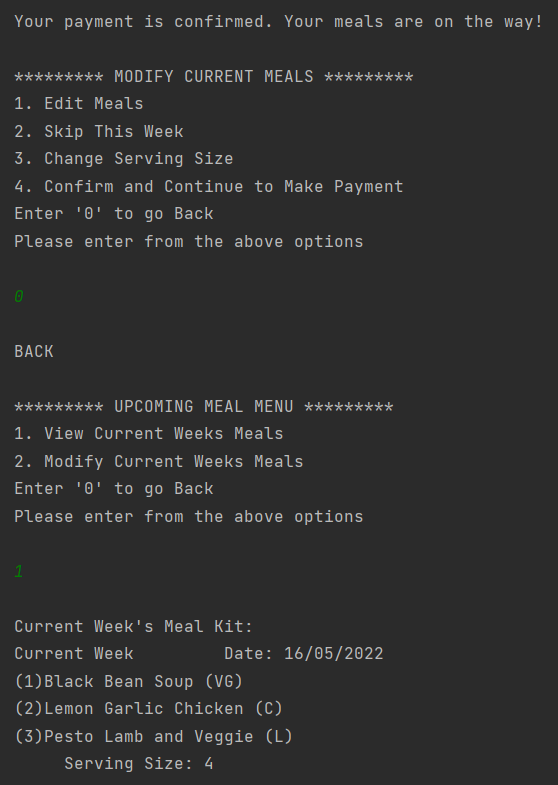 Your payment is confirmed. Your meals are on the way!
********* MODIFY CURRENT MEALS *********
1. Edit Meals
2. Skip This Week
3. Change Serving Size
4. Confirm and Continue to Make Payment
Enter '0' to go Back
Please enter from the above options
0
BACK
********* UPCOMING MEAL MENU *********
1. View Current Weeks Meals
2. Modify Current Weeks Meals
Enter '0' to go Back
Please enter from the above options
1
Current Week's Meal Kit:
Current Week         Date: 16/05/2022
(1)Black Bean Soup (VG)
(2)Lemon Garlic Chicken (C)
(3)Pesto Lamb and Veggie (L)
     Serving Size: 4